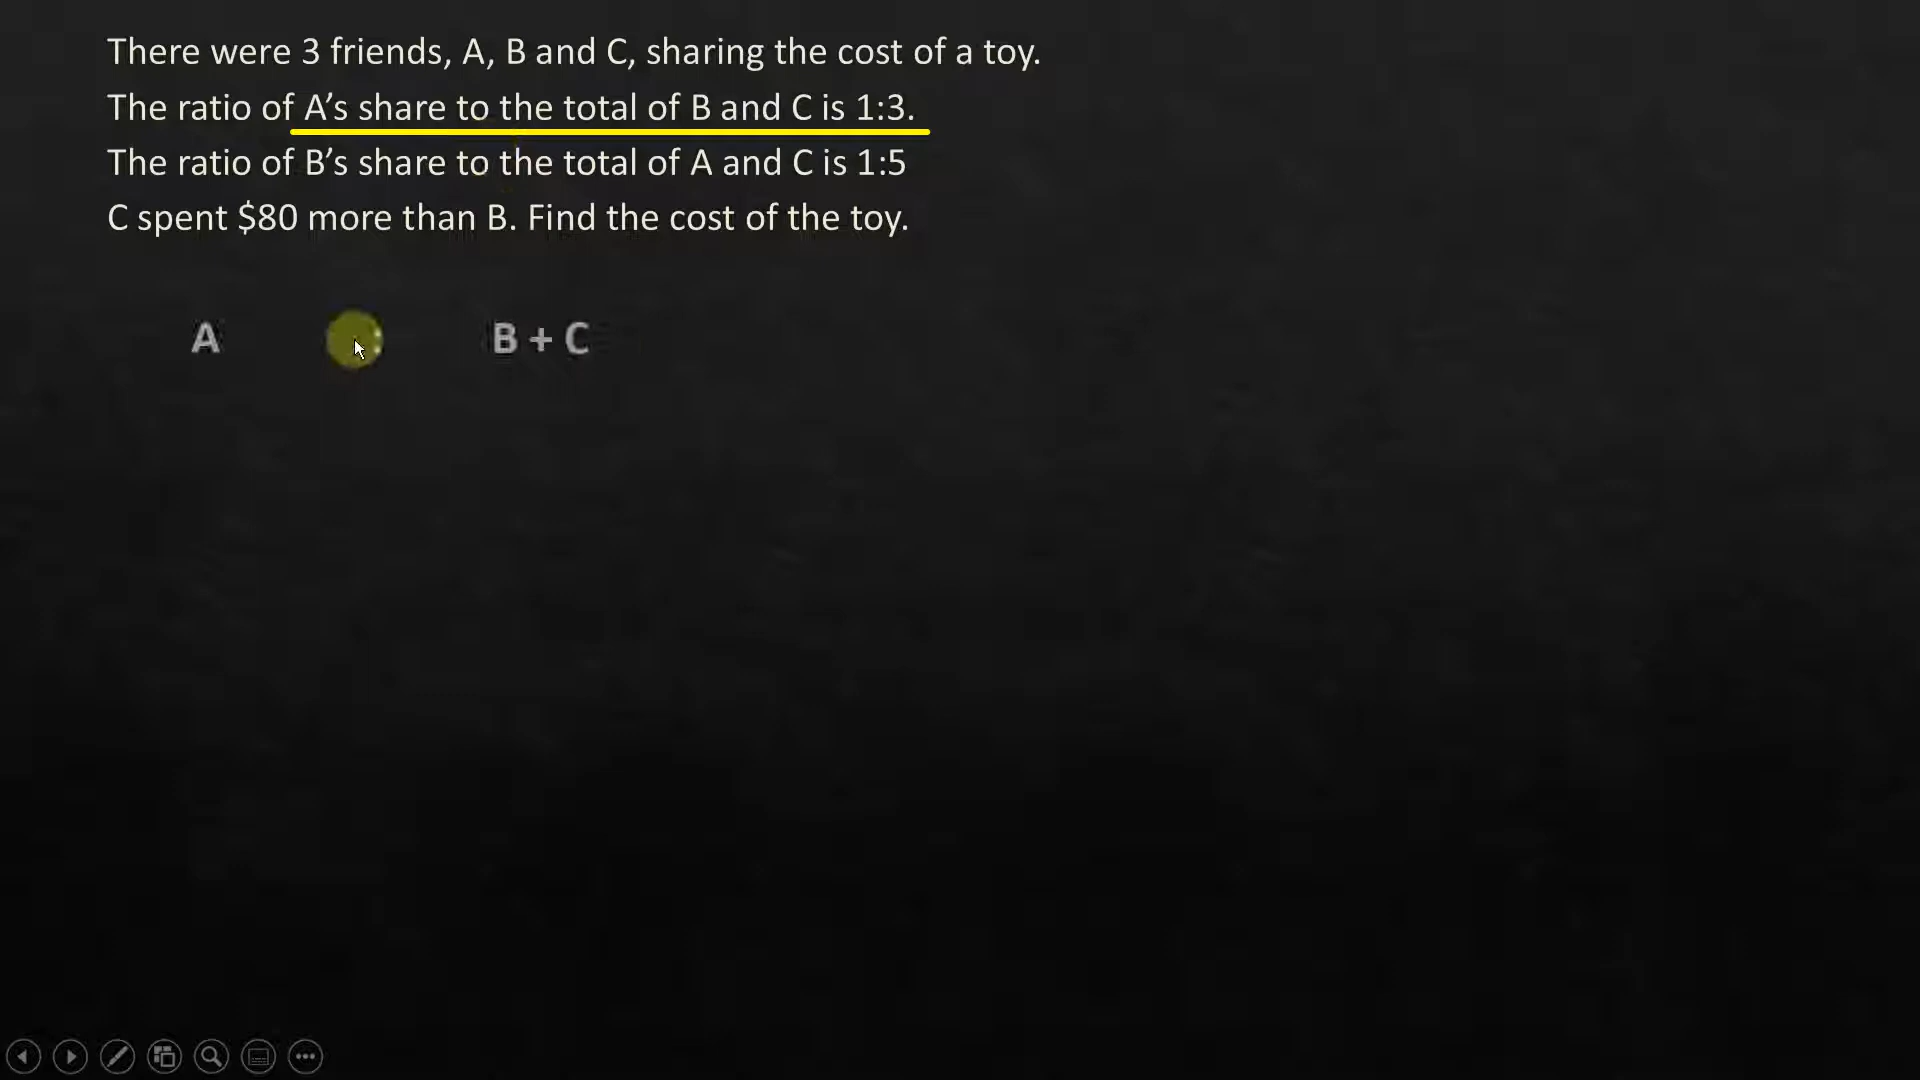 There were 3 friends, A, B and C, sharing the cost of a toy.
The ratio of A’s share to the total of B and C is 1:3.
The ratio of B’s share to the total of A and C is 1:5
C spent $80 more than B. Find the cost of the toy.
A : B + C